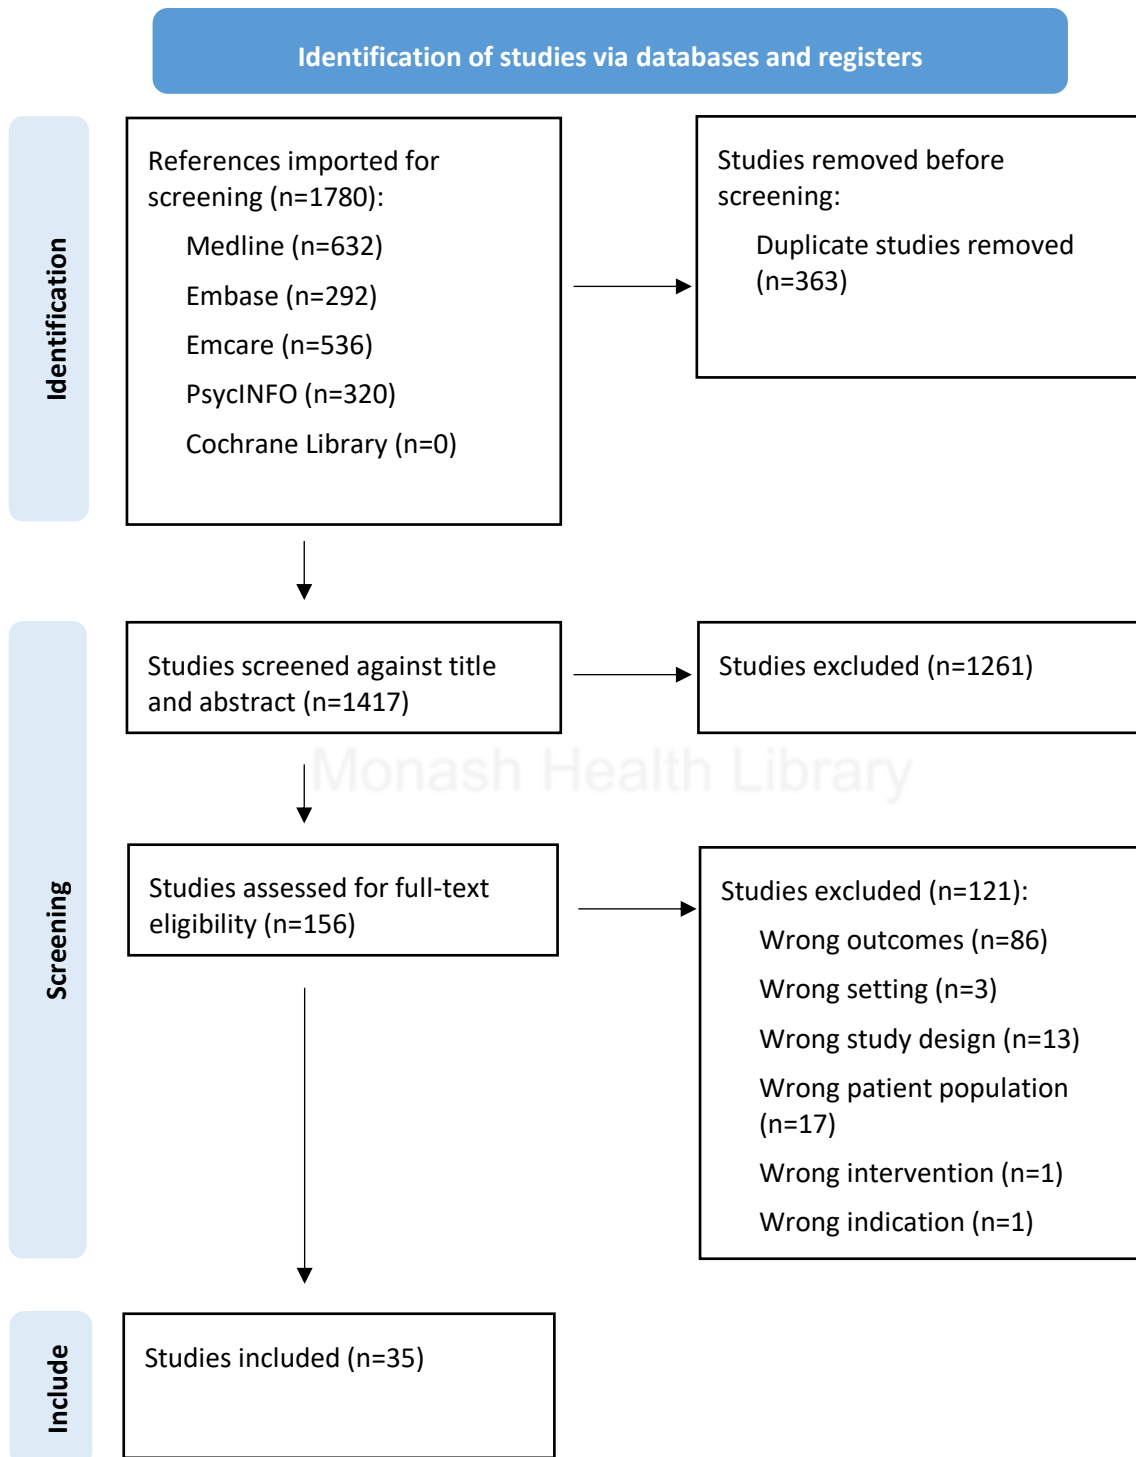 Identification of studies via databases and registers
Identification
References imported for
screening (n=1780):
Medline (n=632)
Embase (n=292)
Emcare (n=536)
PsycINFO (n=320)
Cochrane Library (n=0)
Studies removed before
screening:
Duplicate studies removed
(n=363)
Screening
Studies screened against title
and abstract (n=1417)
Studies excluded (n=1261)
Monash Health Library
Studies assessed for full-text
eligibility (n=156)
Studies excluded (n=121):
Wrong outcomes (n=86)
Wrong setting (n=3)
Wrong study design (n=13)
Wrong patient population
(n=17)
Wrong intervention (n=1)
Wrong indication (n=1)
Include
Studies included (n=35)